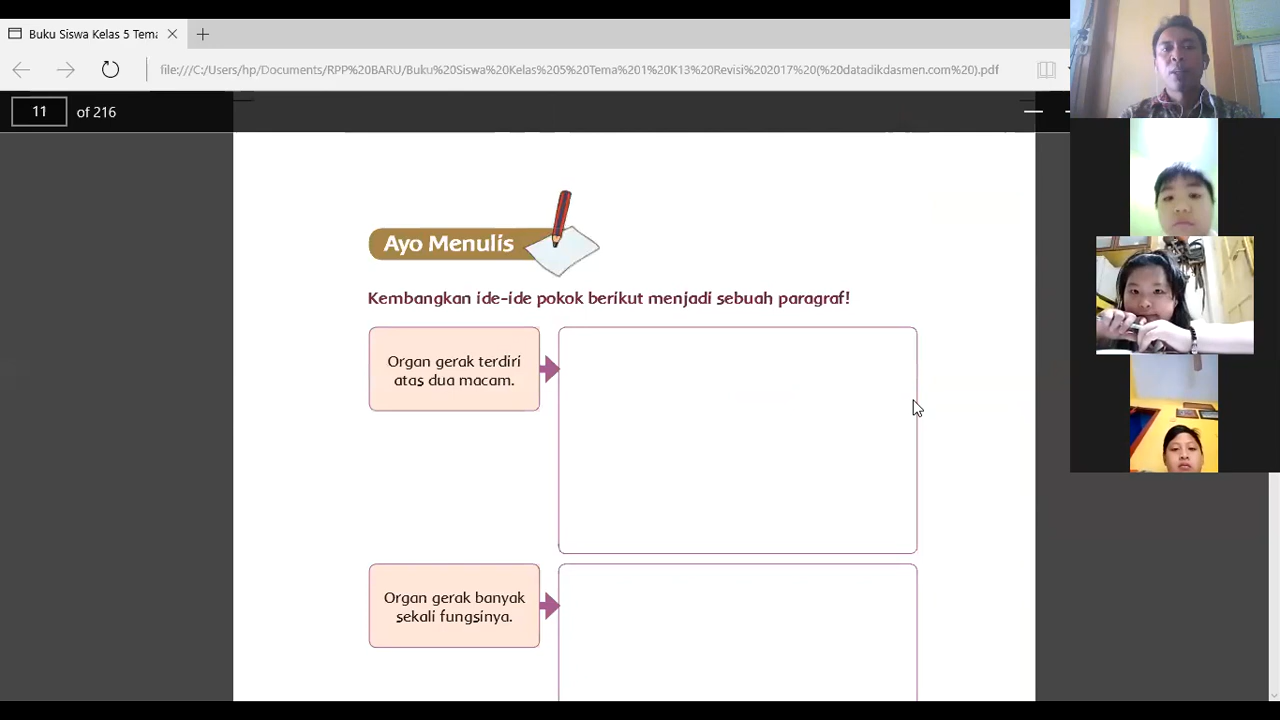 Buku Siswa Kelas 5 Tema
file:///C:/Users/hp/Documents/RPP%20BARU/Buku%20Siswa%20Kelas%205%20Tema%201%20K13%20Revisi%202017%20(%20datadikdasmen.com%20).pdf
11 of 216
Ayo Menulis
Kembangkan ide-ide pokok berikut menjadi sebuah paragraf!
Organ gerak terdiri
atas dua macam.
Organ gerak banyak
sekali fungsinya.